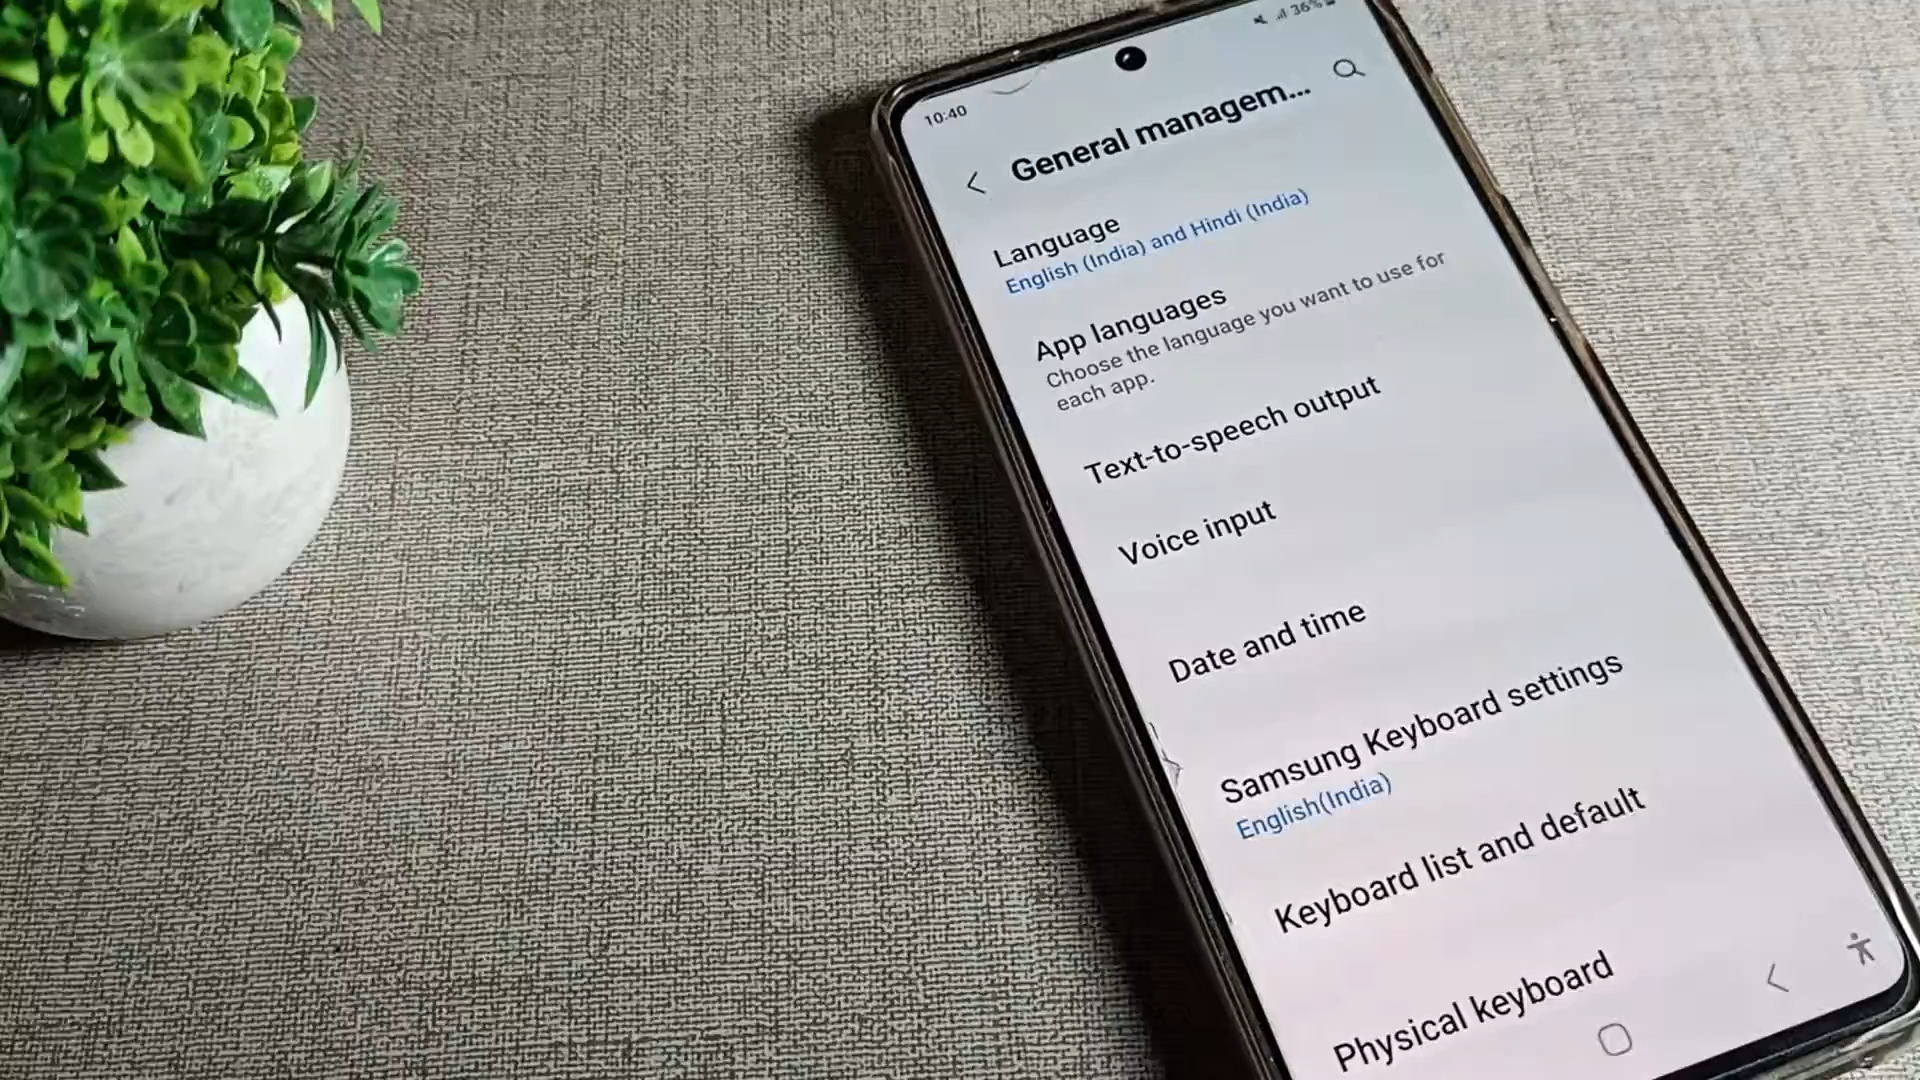 10:40
36%
General managem...
Language
English (India) and Hindi (India)
App languages
Choose the language you want to use for
each app.
Text-to-speech output
Voice input
Date and time
Samsung Keyboard settings
English(India)
Keyboard list and default
Physical keyboard